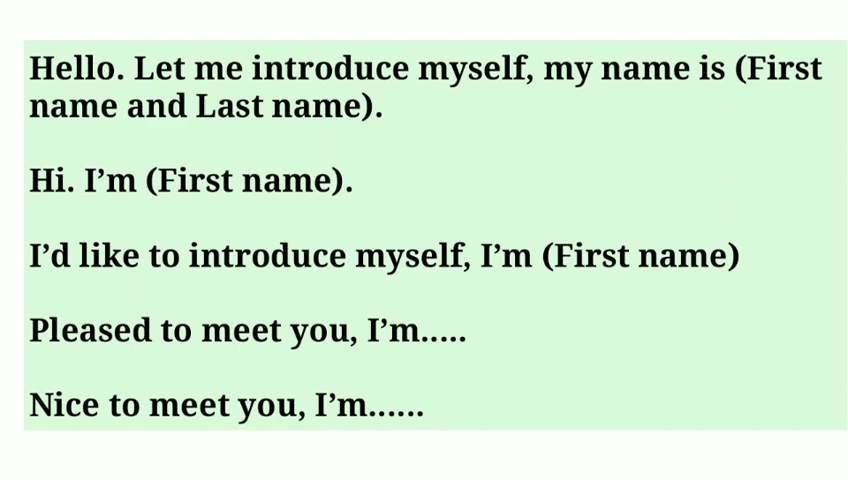 Hello. Let me introduce myself, my name is (First
name and Last name).
Hi. I’m (First name).
I’d like to introduce myself, I’m (First name)
Pleased to meet you, I’m.....
Nice to meet you, I’m......